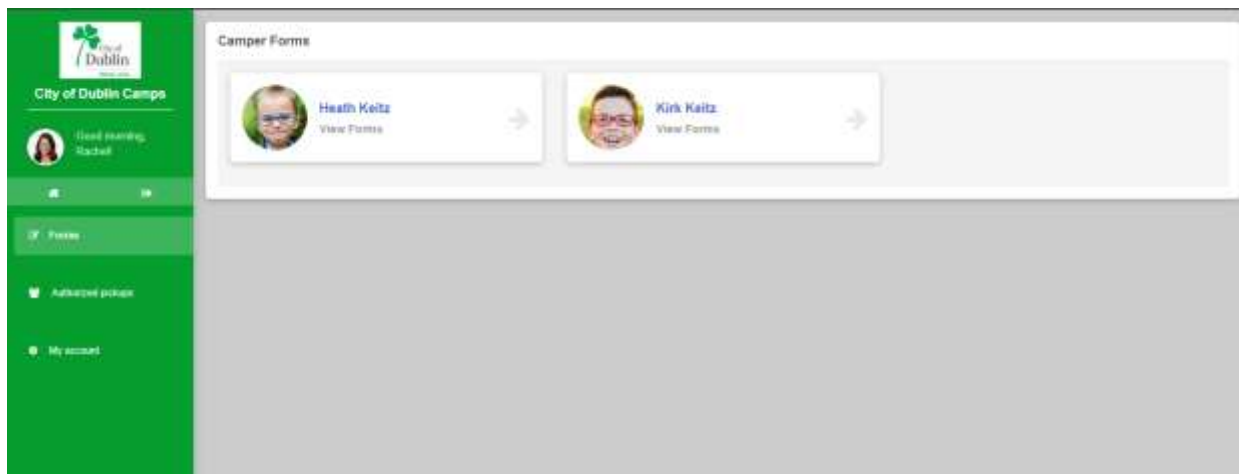 City of
Dublin
City of Dublin Camps
Good morning,
Rachel
Forms
Authorized pickups
My account
Camper Forms
Heath Keitz
View Forms
Kirk Keitz
View Forms